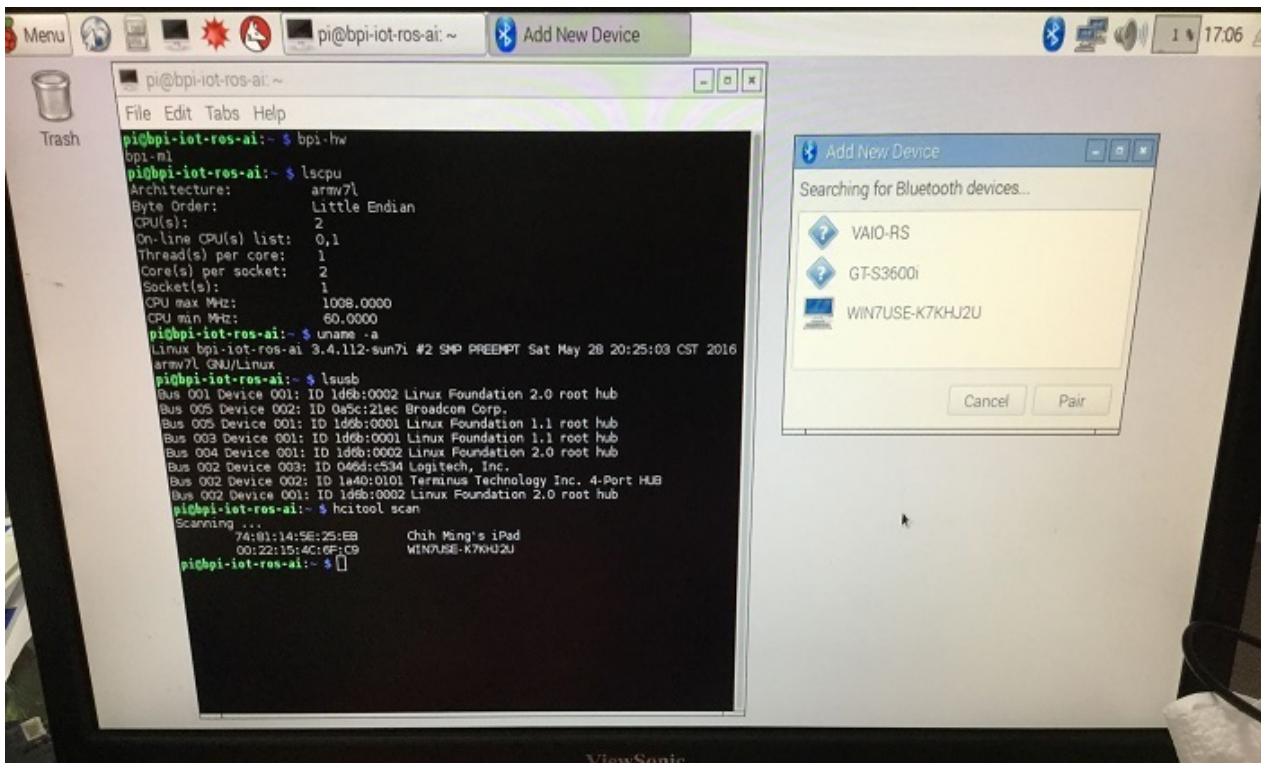 Menu
pi@bpi-iot-ros-ai: ~
Add New Device
1 %
17:06
Trash
pi@bpi-iot-ros-ai: ~
File Edit Tabs Help
pi@bpi-iot-ros-ai:~ $ bpi-hw
bpi-m1
pi@bpi-iot-ros-ai:~ $ lscpu
Architecture: armv7l
Byte Order: Little Endian
CPU(s): 2
On-line CPU(s) list: 0,1
Thread(s) per core: 1
Core(s) per socket: 2
Socket(s): 1
CPU max MHz: 1008.0000
CPU min MHz: 60.0000
pi@bpi-iot-ros-ai:~ $ uname -a
Linux bpi-iot-ros-ai 3.4.112-sun7i #2 SMP PREEMPT Sat May 28 20:25:03 CST 2016
armv7l GNU/Linux
pi@bpi-iot-ros-ai:~ $ lsusb
Bus 001 Device 001: ID 1d6b:0002 Linux Foundation 2.0 root hub
Bus 005 Device 002: ID 0a5c:21ec Broadcom Corp.
Bus 005 Device 001: ID 1d6b:0001 Linux Foundation 1.1 root hub
Bus 003 Device 001: ID 1d6b:0001 Linux Foundation 1.1 root hub
Bus 004 Device 001: ID 1d6b:0002 Linux Foundation 2.0 root hub
Bus 002 Device 003: ID 046d:c534 Logitech, Inc.
Bus 002 Device 002: ID 1a40:0101 Terminus Technology Inc. 4-Port HUB
Bus 002 Device 001: ID 1d6b:0002 Linux Foundation 2.0 root hub
pi@bpi-iot-ros-ai:~ $ hcitool scan
Scanning ...
74:81:14:5E:25:EB Chih Ming's iPad
00:22:15:4C:6F:C9 WIN7USE-K7KHJ2U
pi@bpi-iot-ros-ai:~ $
Add New Device
Searching for Bluetooth devices...
VAIO-RS
GT-S3600i
WIN7USE-K7KHJ2U
Cancel
Pair
ViewSonic